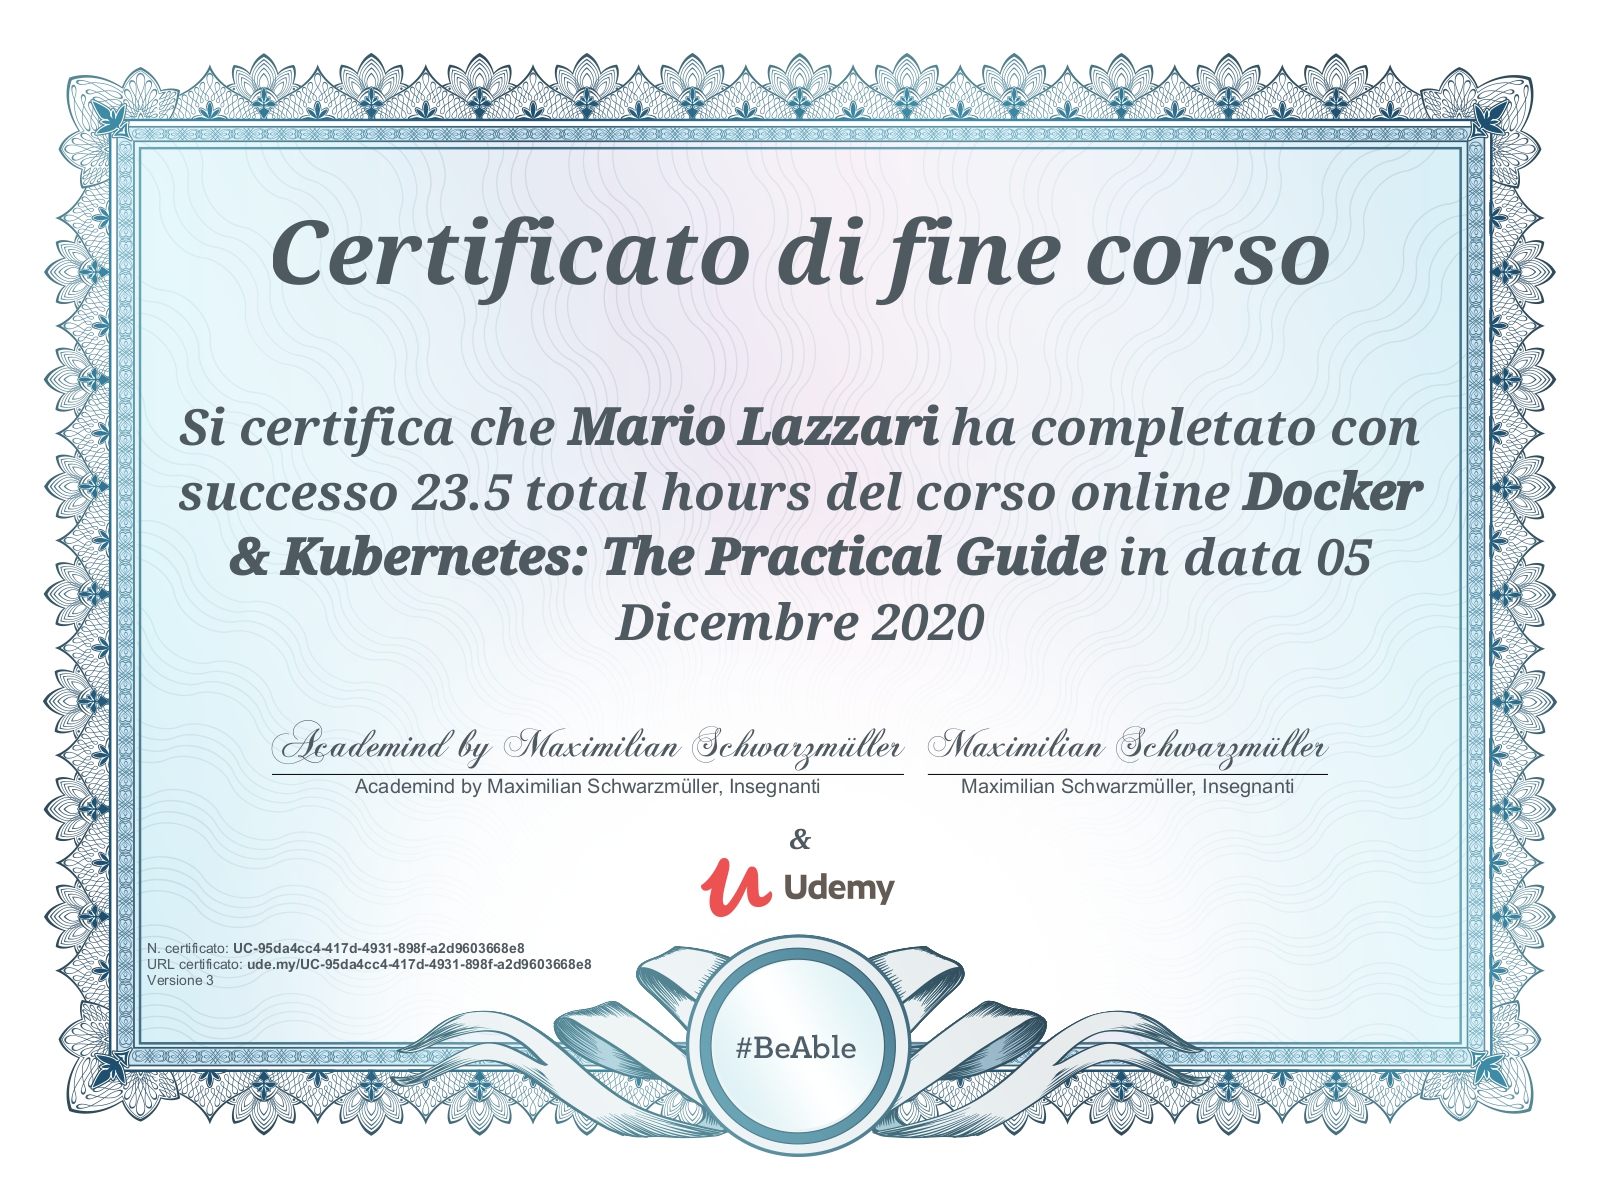 Certificato di fine corso
Si certifica che Mario Lazzari ha completato con
successo 23.5 total hours del corso online Docker
& Kubernetes: The Practical Guide in data 05
Dicembre 2020
Academind by Maximilian Schwarzmüller Maximilian Schwarzmüller
Academind by Maximilian Schwarzmüller, Insegnanti Maximilian Schwarzmüller, Insegnanti
&
Udemy
N. certificato: UC-95da4cc4-417d-4931-898f-a2d9603668e8
URL certificato: ude.my/UC-95da4cc4-417d-4931-898f-a2d9603668e8
Versione 3
#BeAble